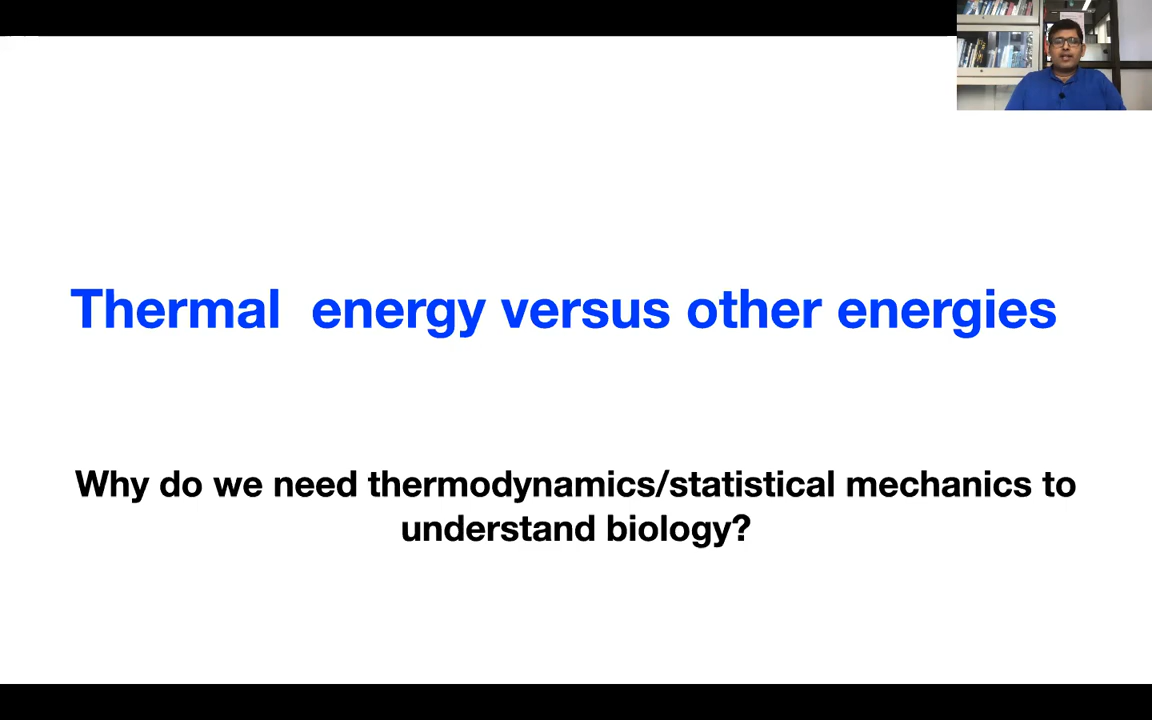 Thermal energy versus other energies
Why do we need thermodynamics/statistical mechanics to
understand biology?